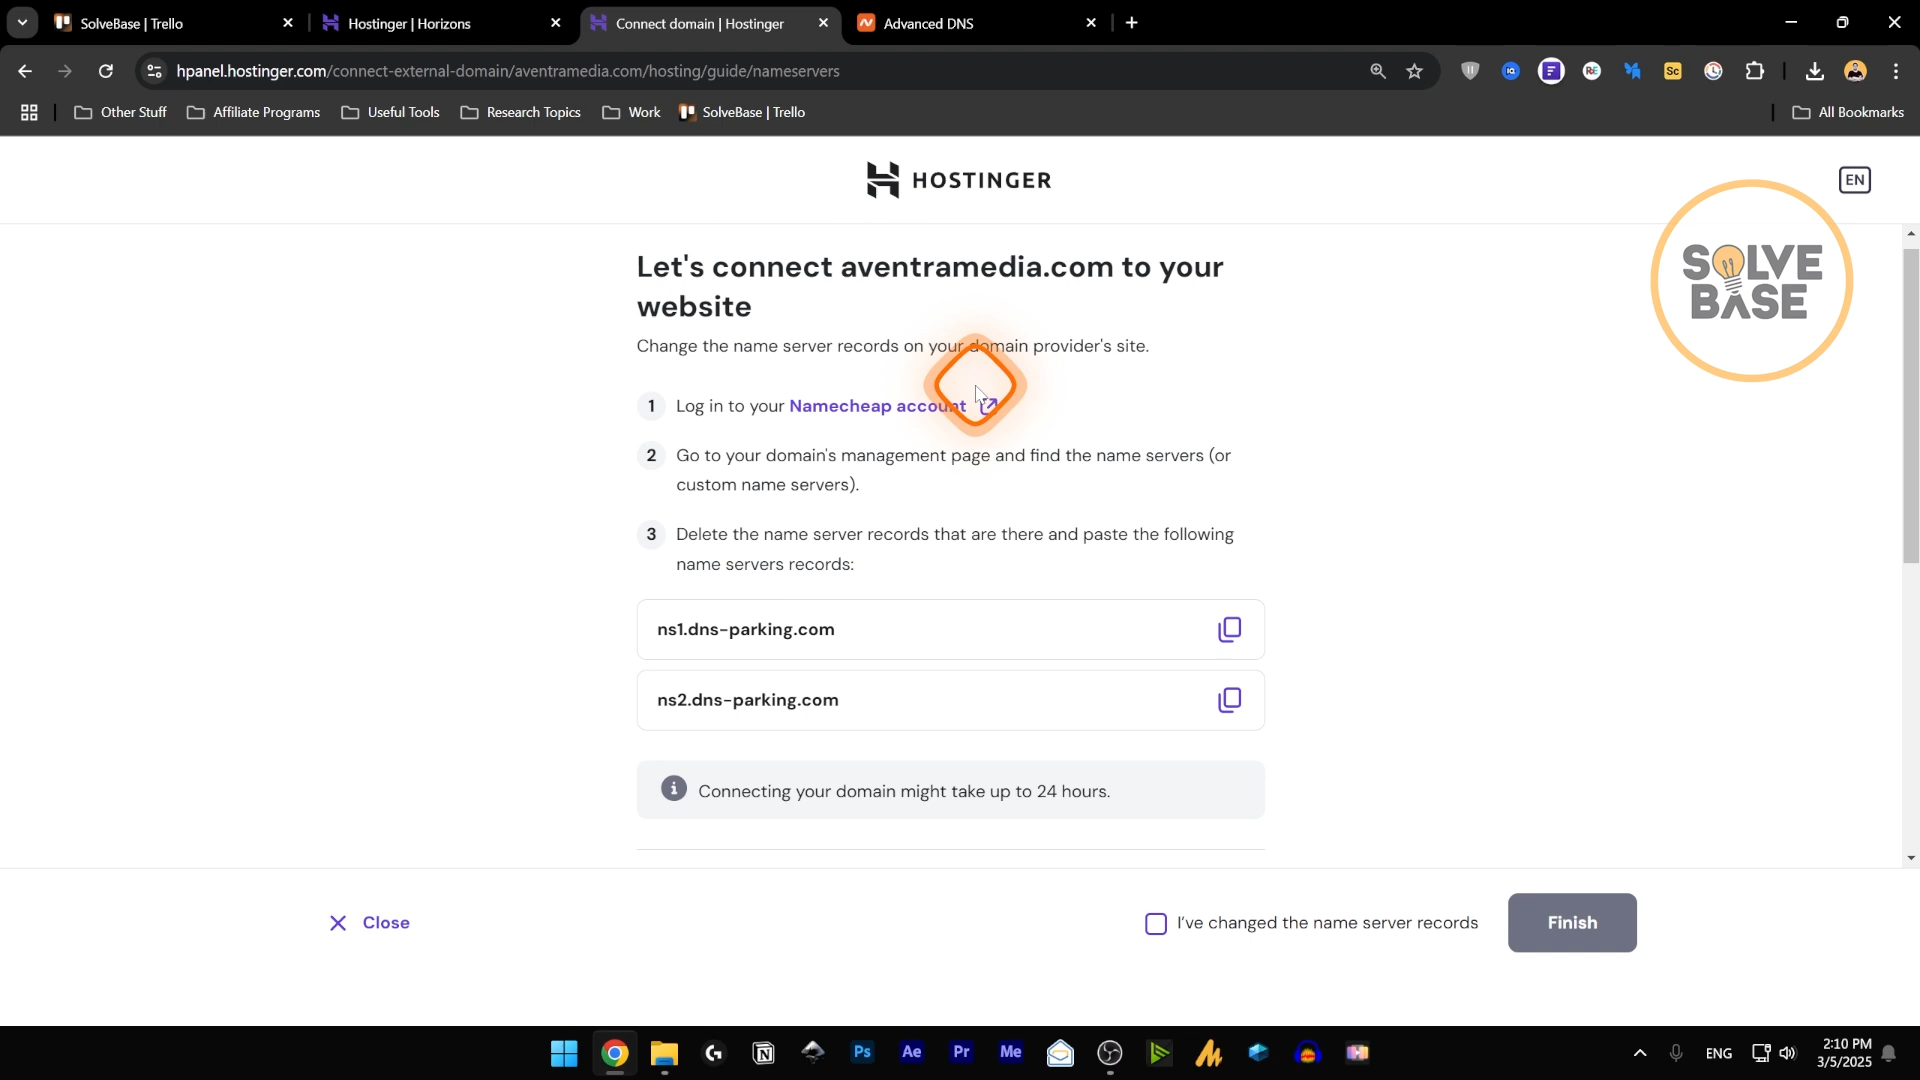 SolveBase | Trello
Hostinger | Horizons
Connect domain | Hostinger
Advanced DNS
hpanel.hostinger.com/connect-external-domain/aventramedia.com/hosting/guide/nameservers
Other Stuff
Affiliate Programs
Useful Tools
Research Topics
Work
SolveBase | Trello
All Bookmarks
HOSTINGER
EN
SOLVE
BASE
Let's connect aventramedia.com to your
website
Change the name server records on your domain provider's site.
1 Log in to your Namecheap account
2 Go to your domain's management page and find the name servers (or
custom name servers).
3 Delete the name server records that are there and paste the following
name servers records:
ns1.dns-parking.com
ns2.dns-parking.com
Connecting your domain might take up to 24 hours.
Close
I've changed the name server records
Finish
Ps
Ae
Pr
Me
ENG
2:10 PM
3/5/2025